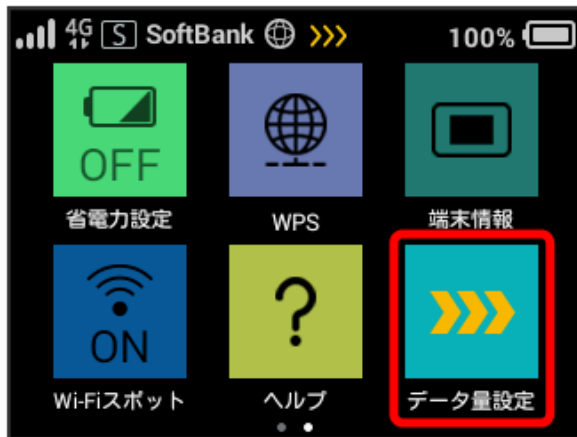 4G S SoftBank 100%
OFF
省電力設定 WPS 端末情報
ON ?
Wi-Fiスポット ヘルプ データ量設定